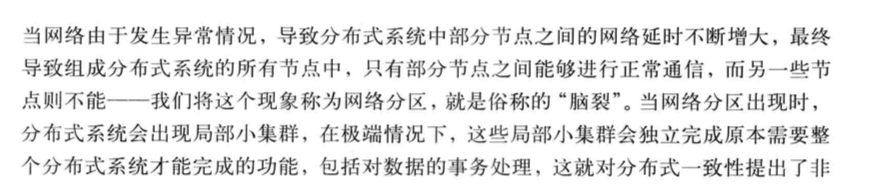 当网络由于发生异常情况，导致分布式系统中部分节点之间的网络延时不断增大，最终
导致组成分布式系统的所有节点中，只有部分节点之间能够进行正常通信，而另一些节
点则不能——我们将这个现象称为网络分区，就是俗称的“脑裂”。当网络分区出现时，
分布式系统会出现局部小集群，在极端情况下，这些局部小集群会独立完成原本需要整
个分布式系统才能完成的功能，包括对数据的事务处理，这就对分布式一致性提出了非